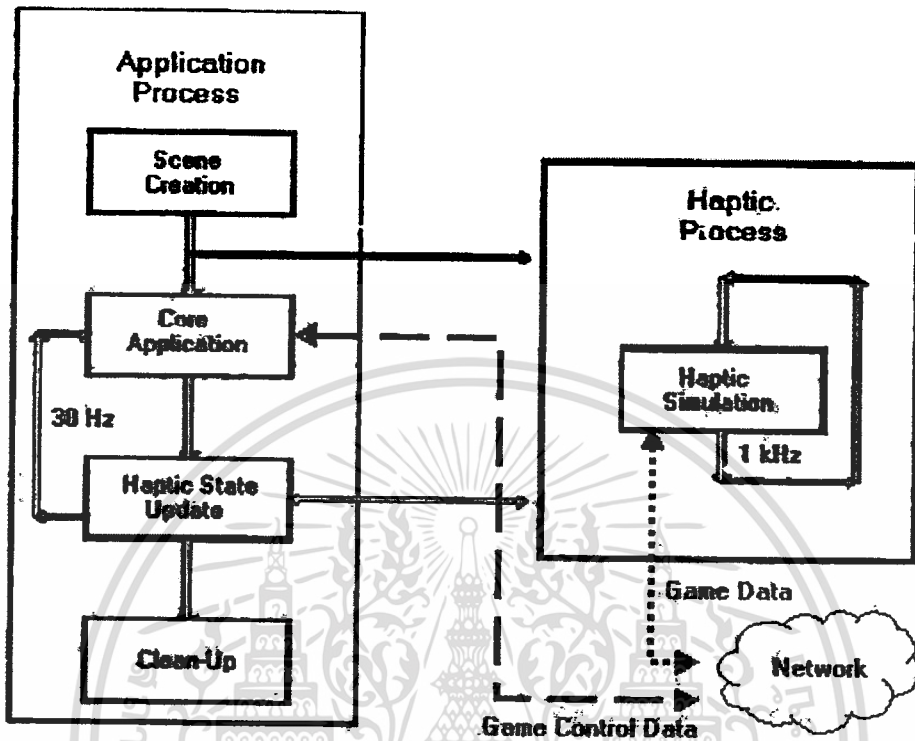 Application
Process
Scene
Creation
Core
Application
30 Hz
Haptic State
Update
Clean-Up
Haptic
Process
Haptic
Simulation
1 kHz
Game Data
Network
Game Control Data